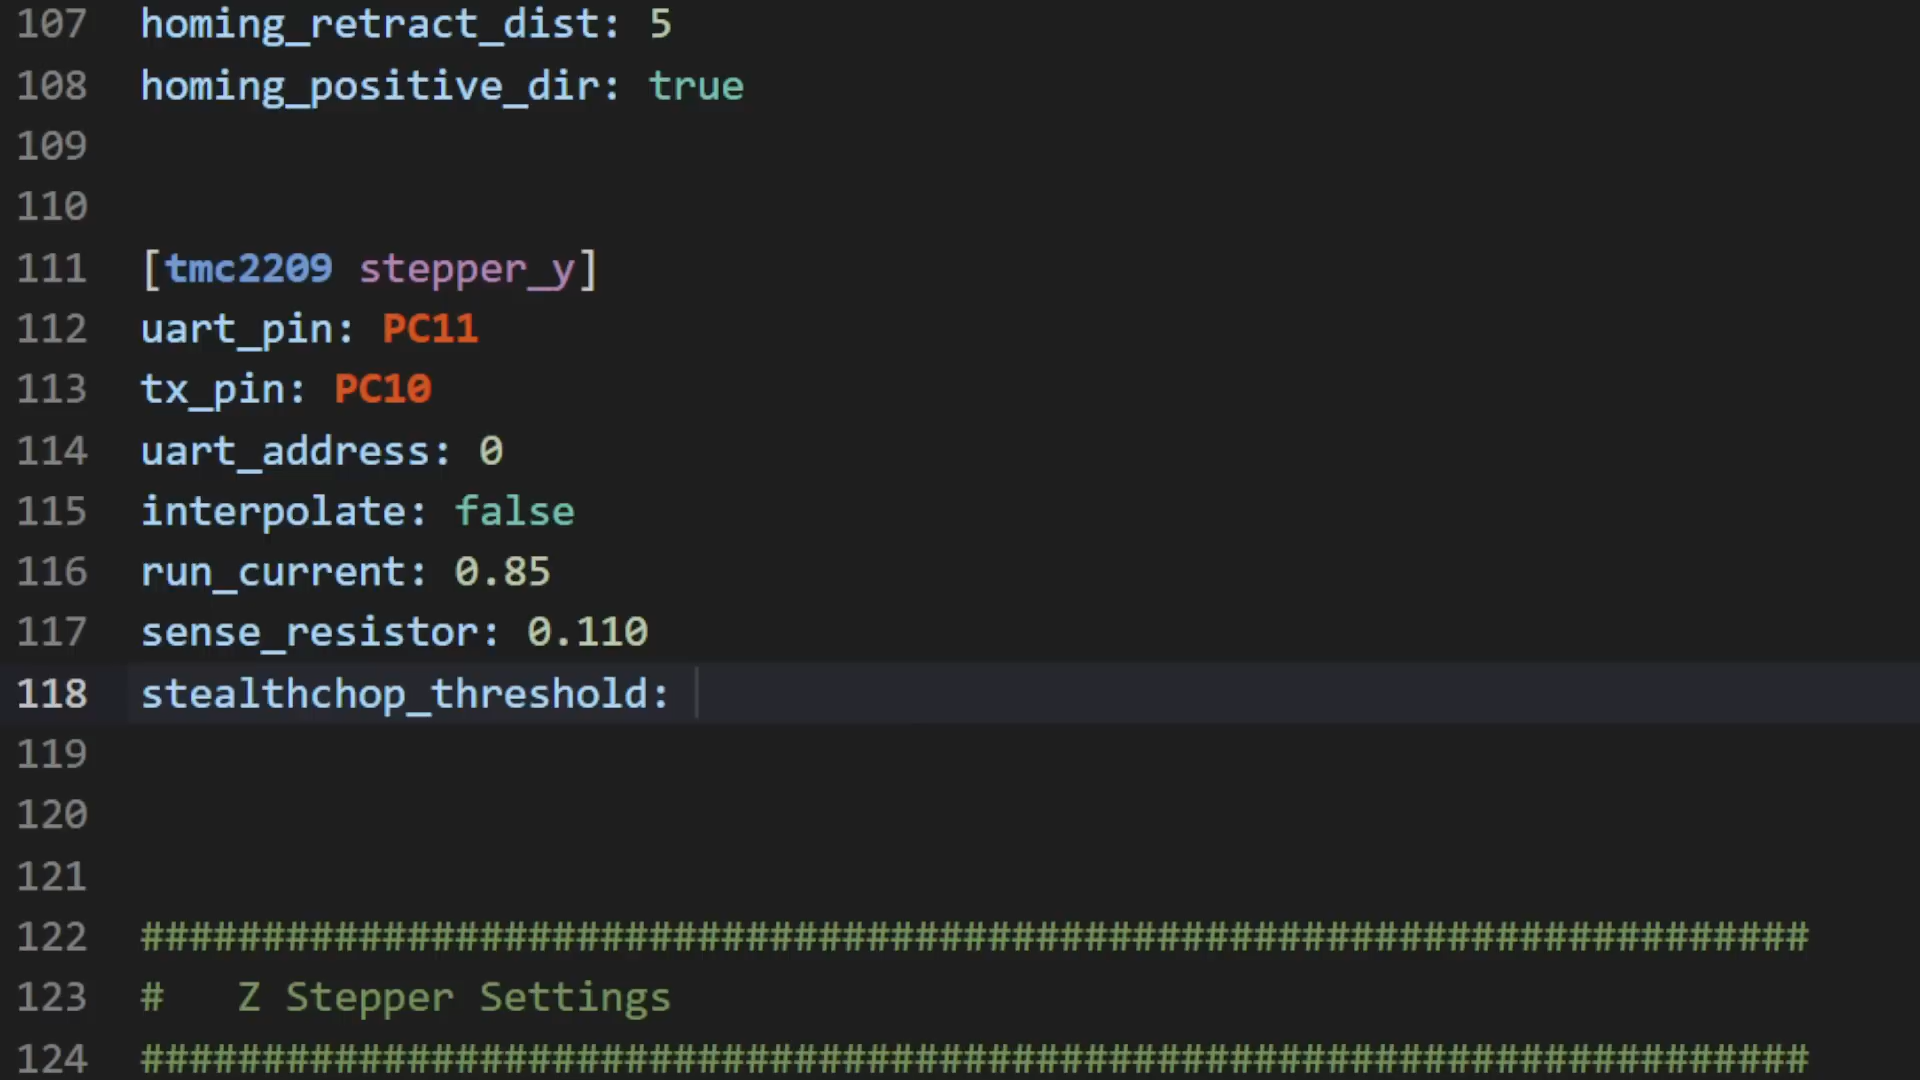 107 homing_retract_dist: 5
108 homing_positive_dir: true
109
110
111 [tmc2209 stepper_y]
112 uart_pin: PC11
113 tx_pin: PC10
114 uart_address: 0
115 interpolate: false
116 run_current: 0.85
117 sense_resistor: 0.110
118 stealthchop_threshold:
119
120
121
122 #####################################################################
123 #   Z Stepper Settings
124 #####################################################################